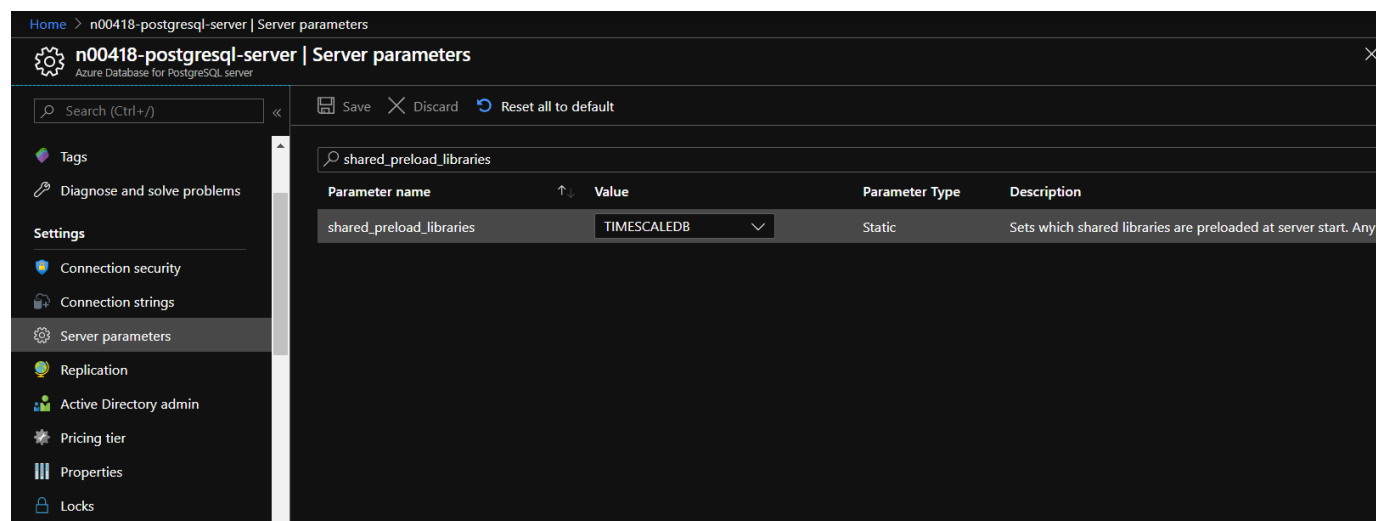 Home > n00418-postgresql-server | Server parameters
n00418-postgresql-server | Server parameters
Azure Database for PostgreSQL server
Search (Ctrl+/)
«
Save
Discard
Reset all to default
Tags
Diagnose and solve problems
Settings
Connection security
Connection strings
Server parameters
Replication
Active Directory admin
Pricing tier
Properties
Locks
shared_preload_libraries
Parameter name ↑↓ Value Parameter Type Description
shared_preload_libraries TIMESCALEDB Static Sets which shared libraries are preloaded at server start. Any